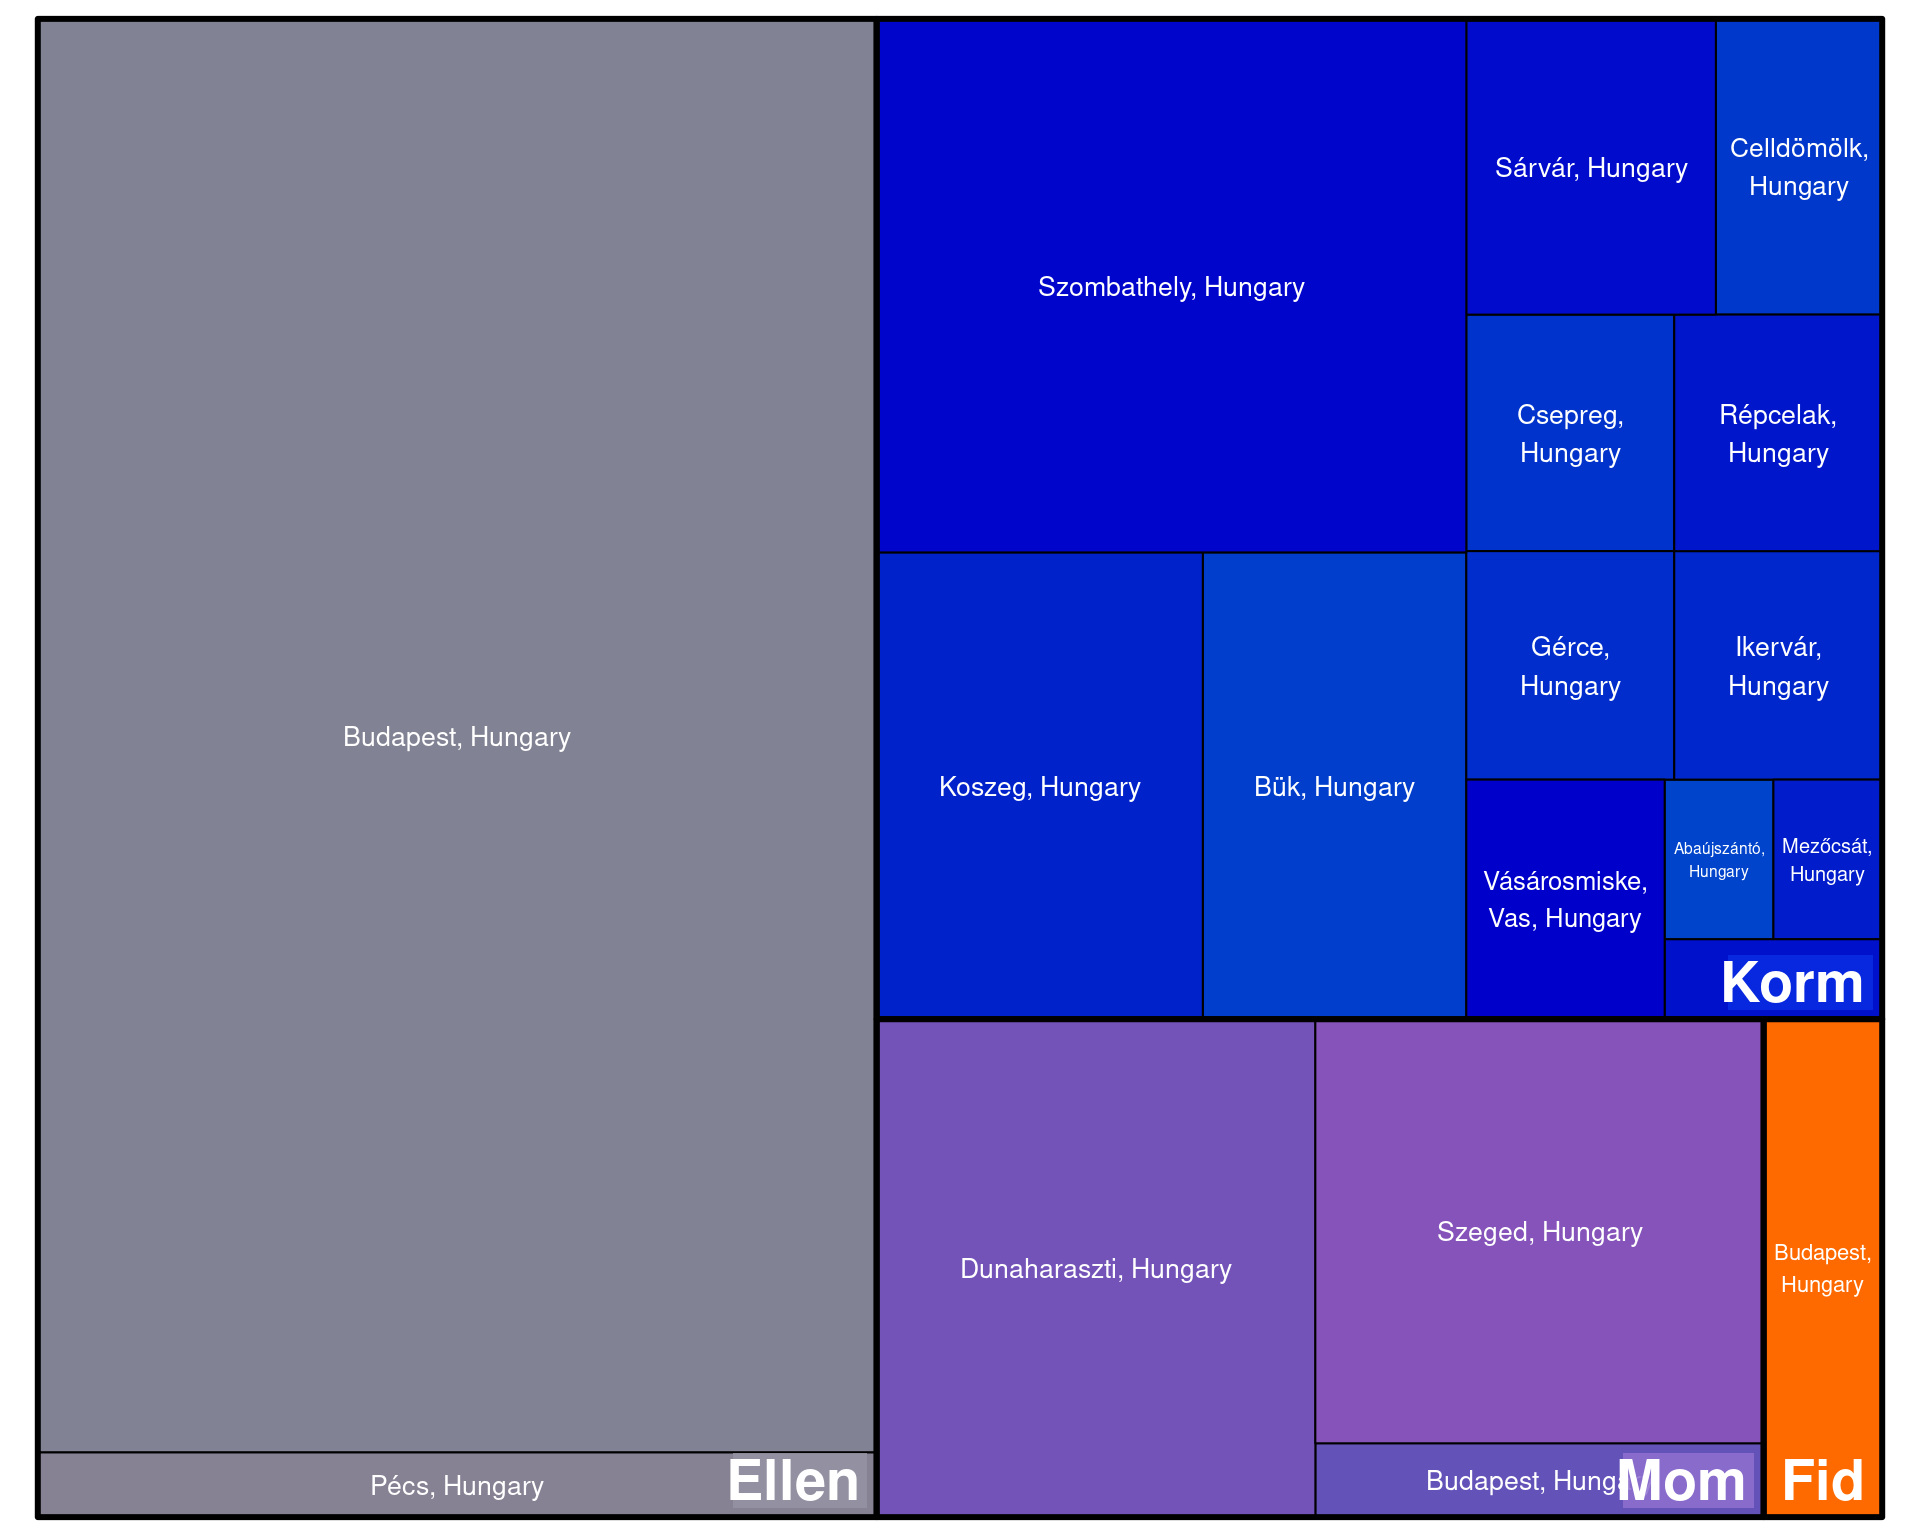 Budapest, Hungary
Pécs, Hungary
Ellen
Szombathely, Hungary
Sárvár, Hungary
Celldömölk,
Hungary
Csepreg,
Hungary
Répcelak,
Hungary
Koszeg, Hungary
Bük, Hungary
Gérce,
Hungary
Ikervár,
Hungary
Vásárosmiske,
Vas, Hungary
Abaújszántó,
Hungary
Mezőcsát,
Hungary
Korm
Dunaharaszti, Hungary
Szeged, Hungary
Budapest,
Mom
Budapest,
Hungary
Fid